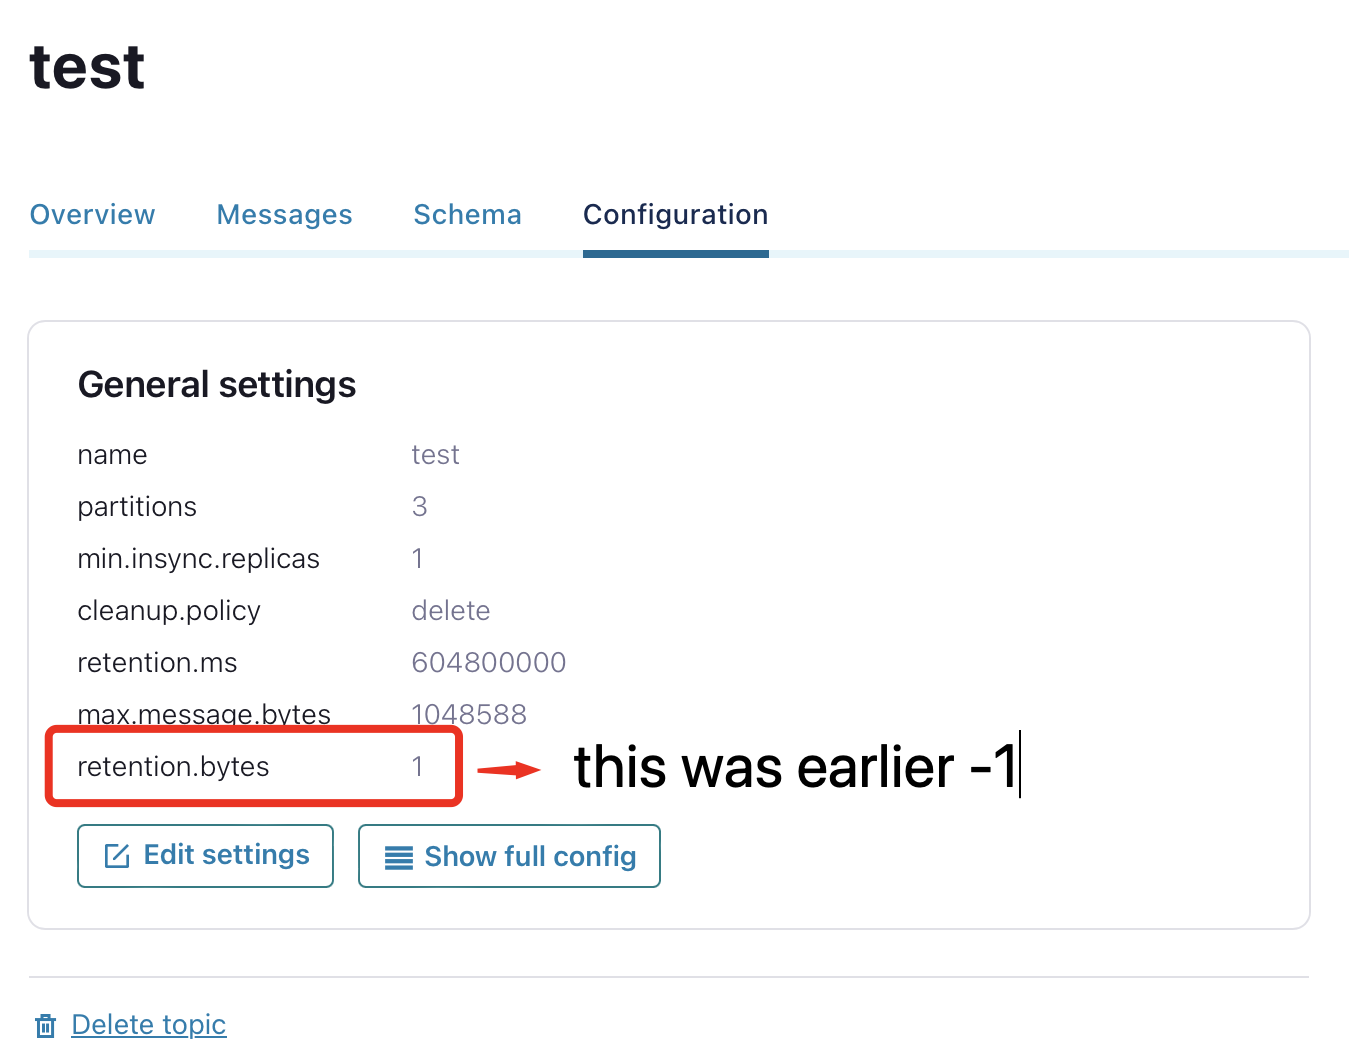 test
Overview Messages Schema Configuration
General settings
name test
partitions 3
min.insync.replicas 1
cleanup.policy delete
retention.ms 604800000
max.message.bytes 1048588
retention.bytes 1 this was earlier -1
Edit settings Show full config
Delete topic